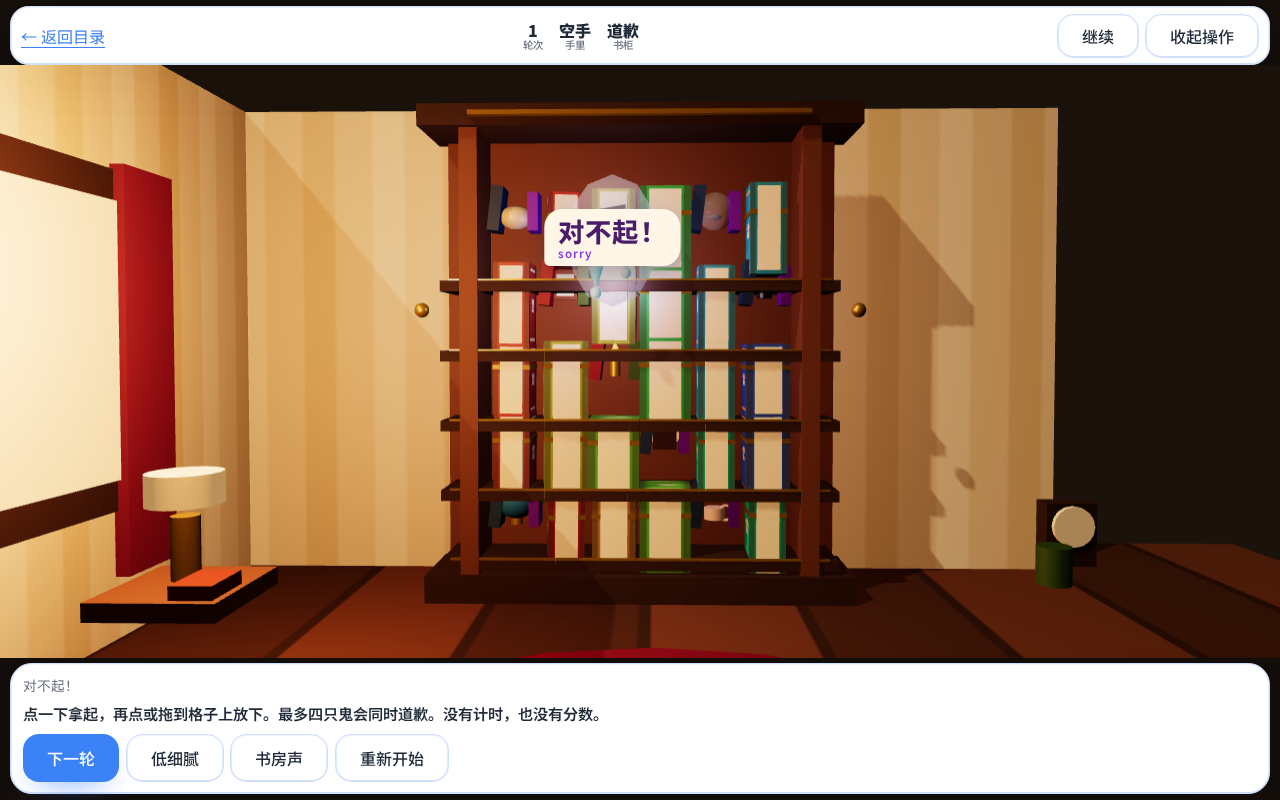 ← 返回目录
1
轮次
空手
手里
道歉
书柜
继续
收起操作
对不起！
sorry
对不起！
点一下拿起，再点或拖到格子上放下。最多四只鬼会同时道歉。没有计时，也没有分数。
下一轮
低细腻
书房声
重新开始